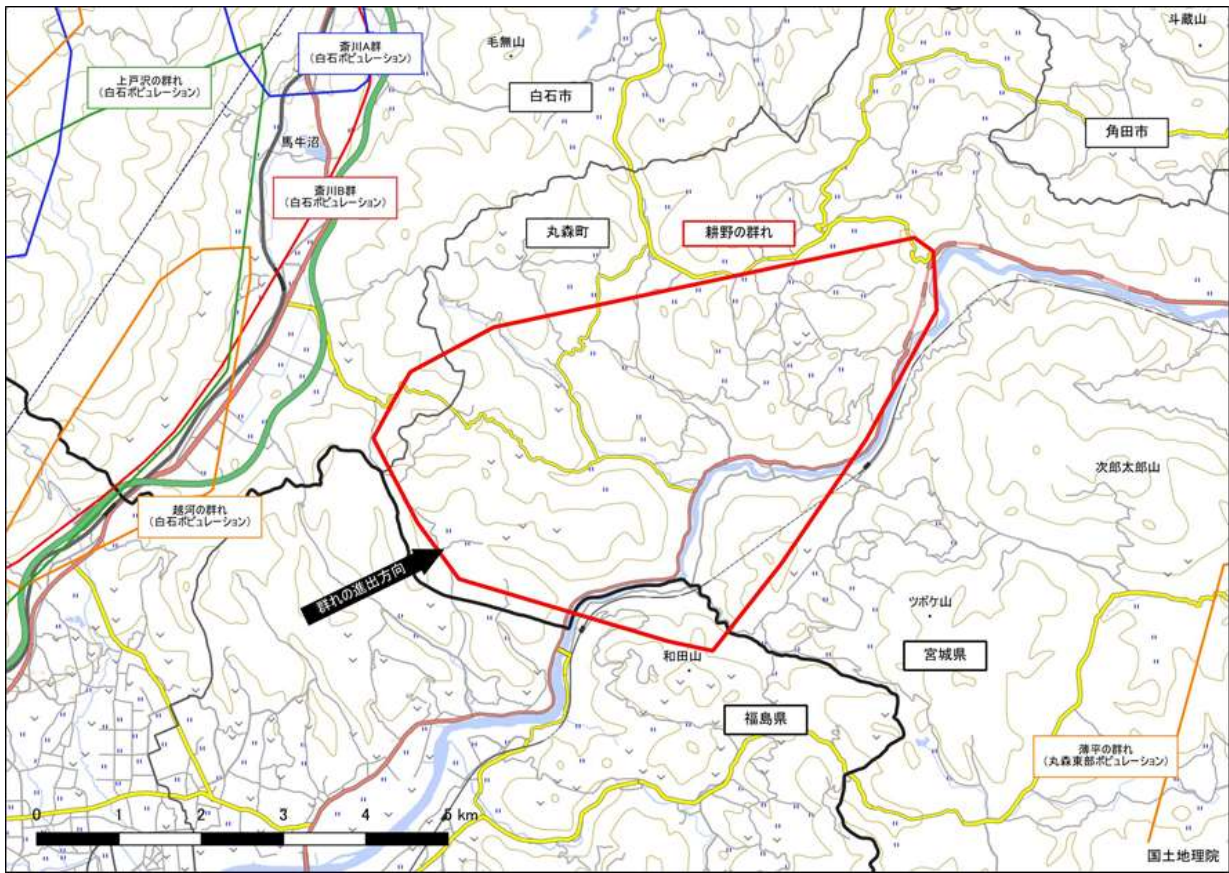 斎川A群
（白石ポピュレーション）
毛無山
斗蔵山
上戸沢の群れ
（白石ポピュレーション）
白石市
角田市
馬牛沼
斎川B群
（白石ポピュレーション）
丸森町
耕野の群れ
次郎太郎山
越河の群れ
（白石ポピュレーション）
群れの進出方向
ツボケ山
和田山
宮城県
福島県
薄平の群れ
（丸森東部ポピュレーション）
0 1 2 3 4 5 km
国土地理院